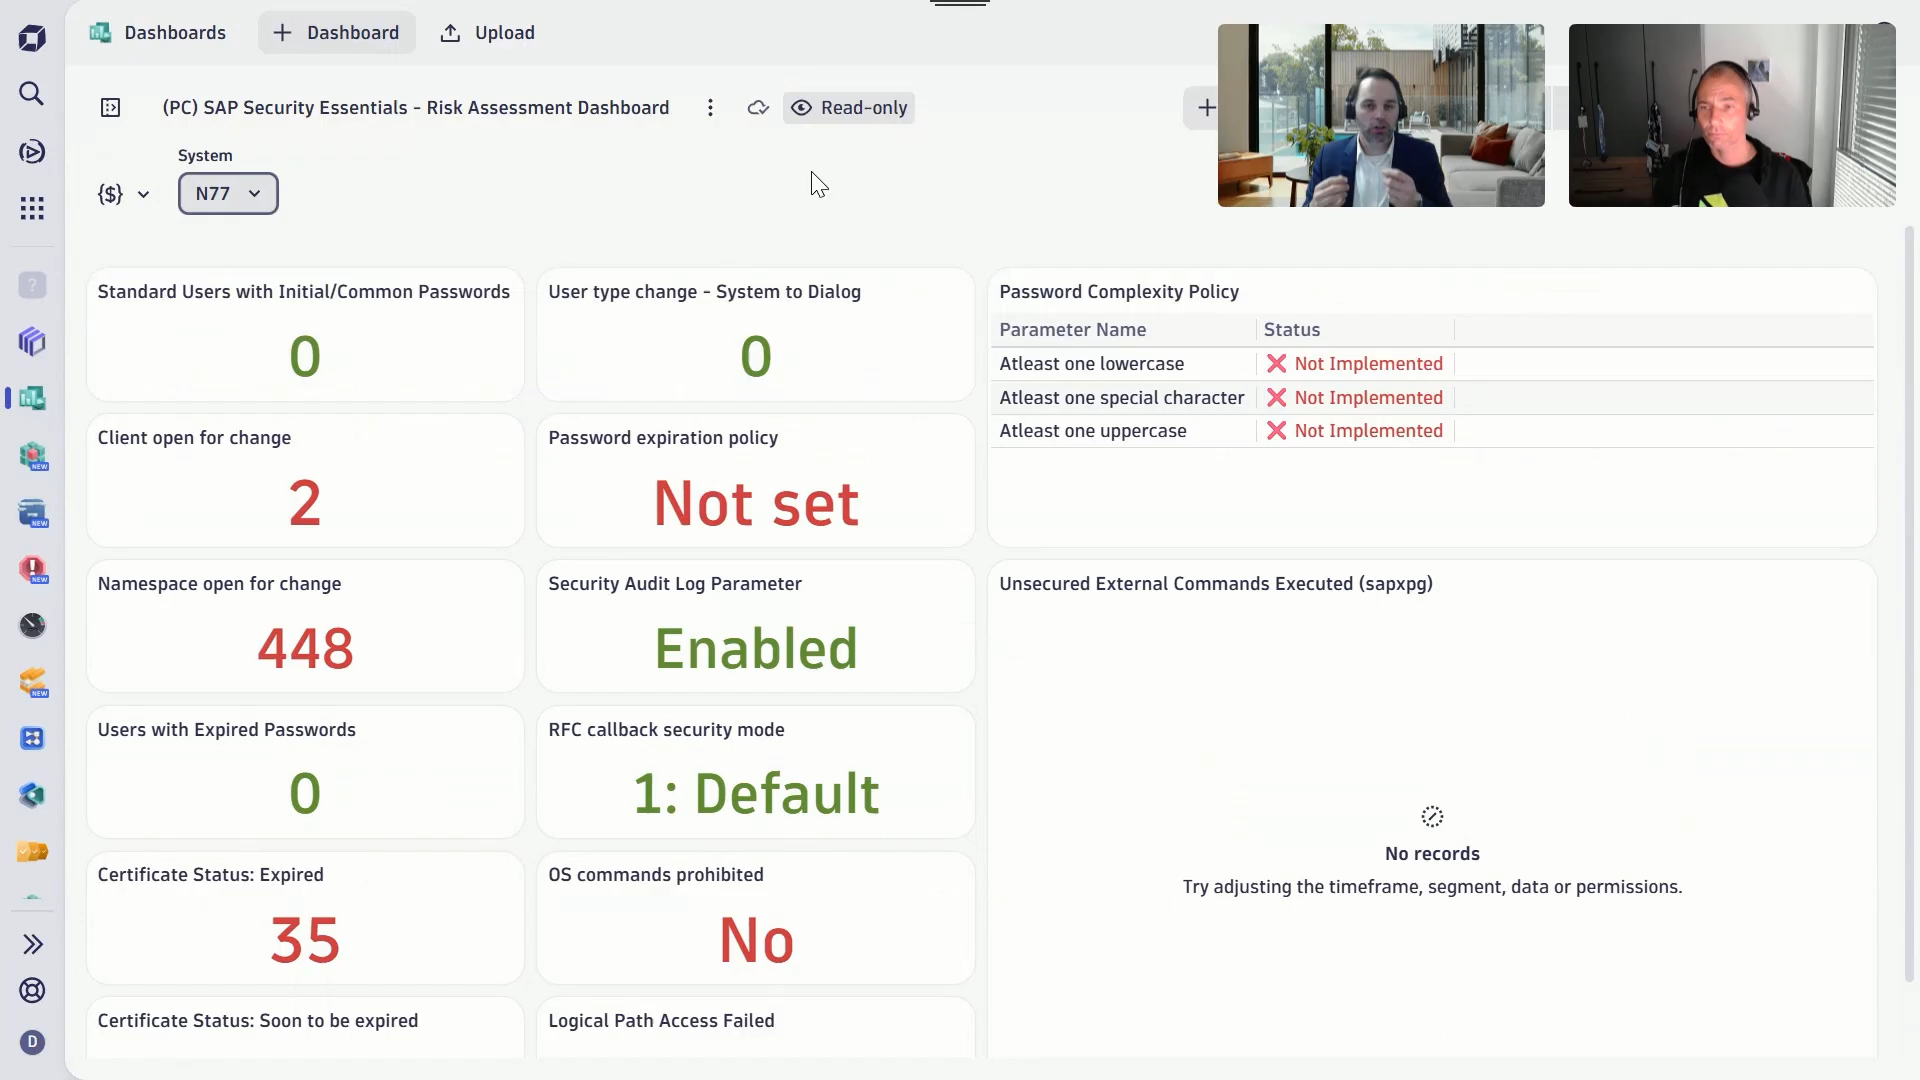 Dashboards
Dashboard
Upload
(PC) SAP Security Essentials - Risk Assessment Dashboard
Read-only
System
{$}
N77
Standard Users with Initial/Common Passwords
0
User type change - System to Dialog
0
Password Complexity Policy
Parameter Name Status
Atleast one lowercase ❌ Not Implemented
Atleast one special character ❌ Not Implemented
Atleast one uppercase ❌ Not Implemented
Client open for change
2
Password expiration policy
Not set
Namespace open for change
448
Security Audit Log Parameter
Enabled
Unsecured External Commands Executed (sapxpg)
No records
Try adjusting the timeframe, segment, data or permissions.
Users with Expired Passwords
0
RFC callback security mode
1: Default
Certificate Status: Expired
35
OS commands prohibited
No
Certificate Status: Soon to be expired
Logical Path Access Failed
?
NEW
NEW
NEW
NEW
D